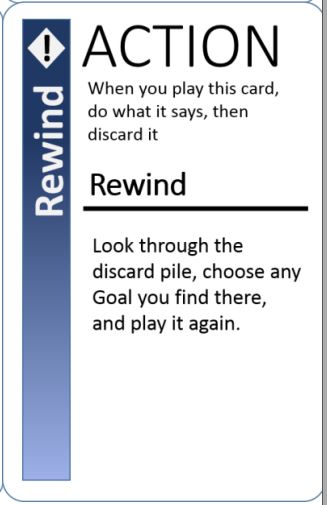 !
ACTION
When you play this card,
do what it says, then
discard it
Rewind
Rewind
Look through the
discard pile, choose any
Goal you find there,
and play it again.